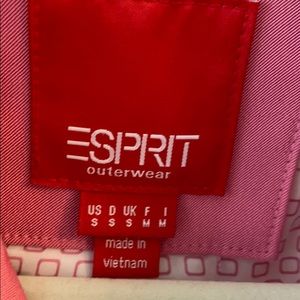 ESPRIT
outerwear
US D UK F I
S S S M M
made in
vietnam